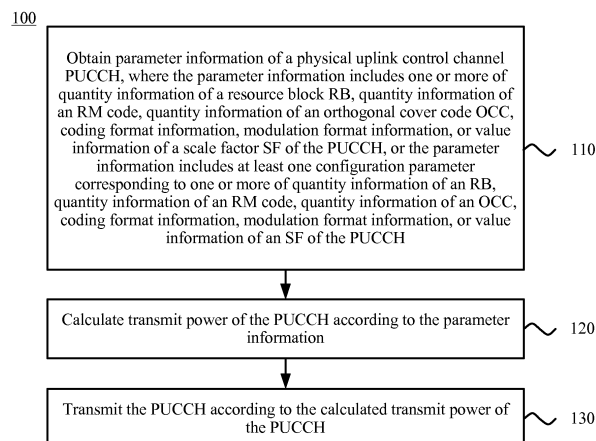 100
Obtain parameter information of a physical uplink control channel
PUCCH, where the parameter information includes one or more of
quantity information of a resource block RB, quantity information of
an RM code, quantity information of an orthogonal cover code OCC,
coding format information, modulation format information, or value
information of a scale factor SF of the PUCCH, or the parameter
information includes at least one configuration parameter
corresponding to one or more of quantity information of an RB,
quantity information of an RM code, quantity information of an OCC,
coding format information, modulation format information, or value
information of an SF of the PUCCH
110
Calculate transmit power of the PUCCH according to the parameter
information
120
Transmit the PUCCH according to the calculated transmit power of
the PUCCH
130